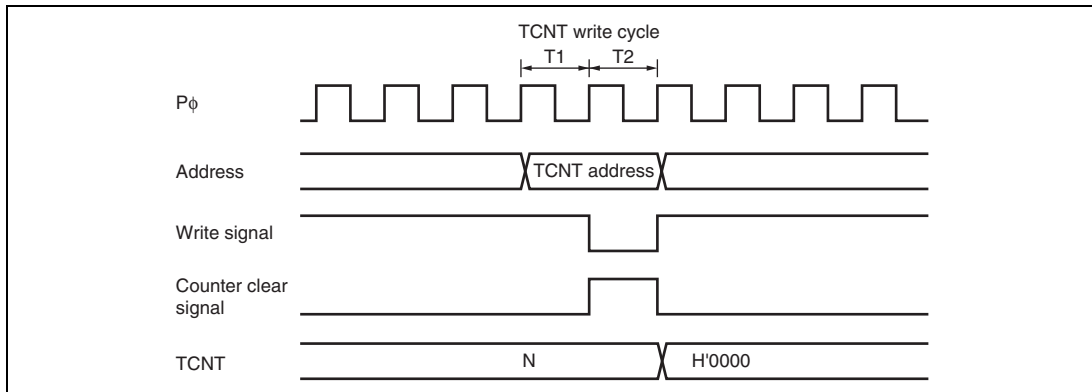 TCNT write cycle
T1 T2
Pϕ
Address
TCNT address
Write signal
Counter clear
signal
TCNT
N
H'0000